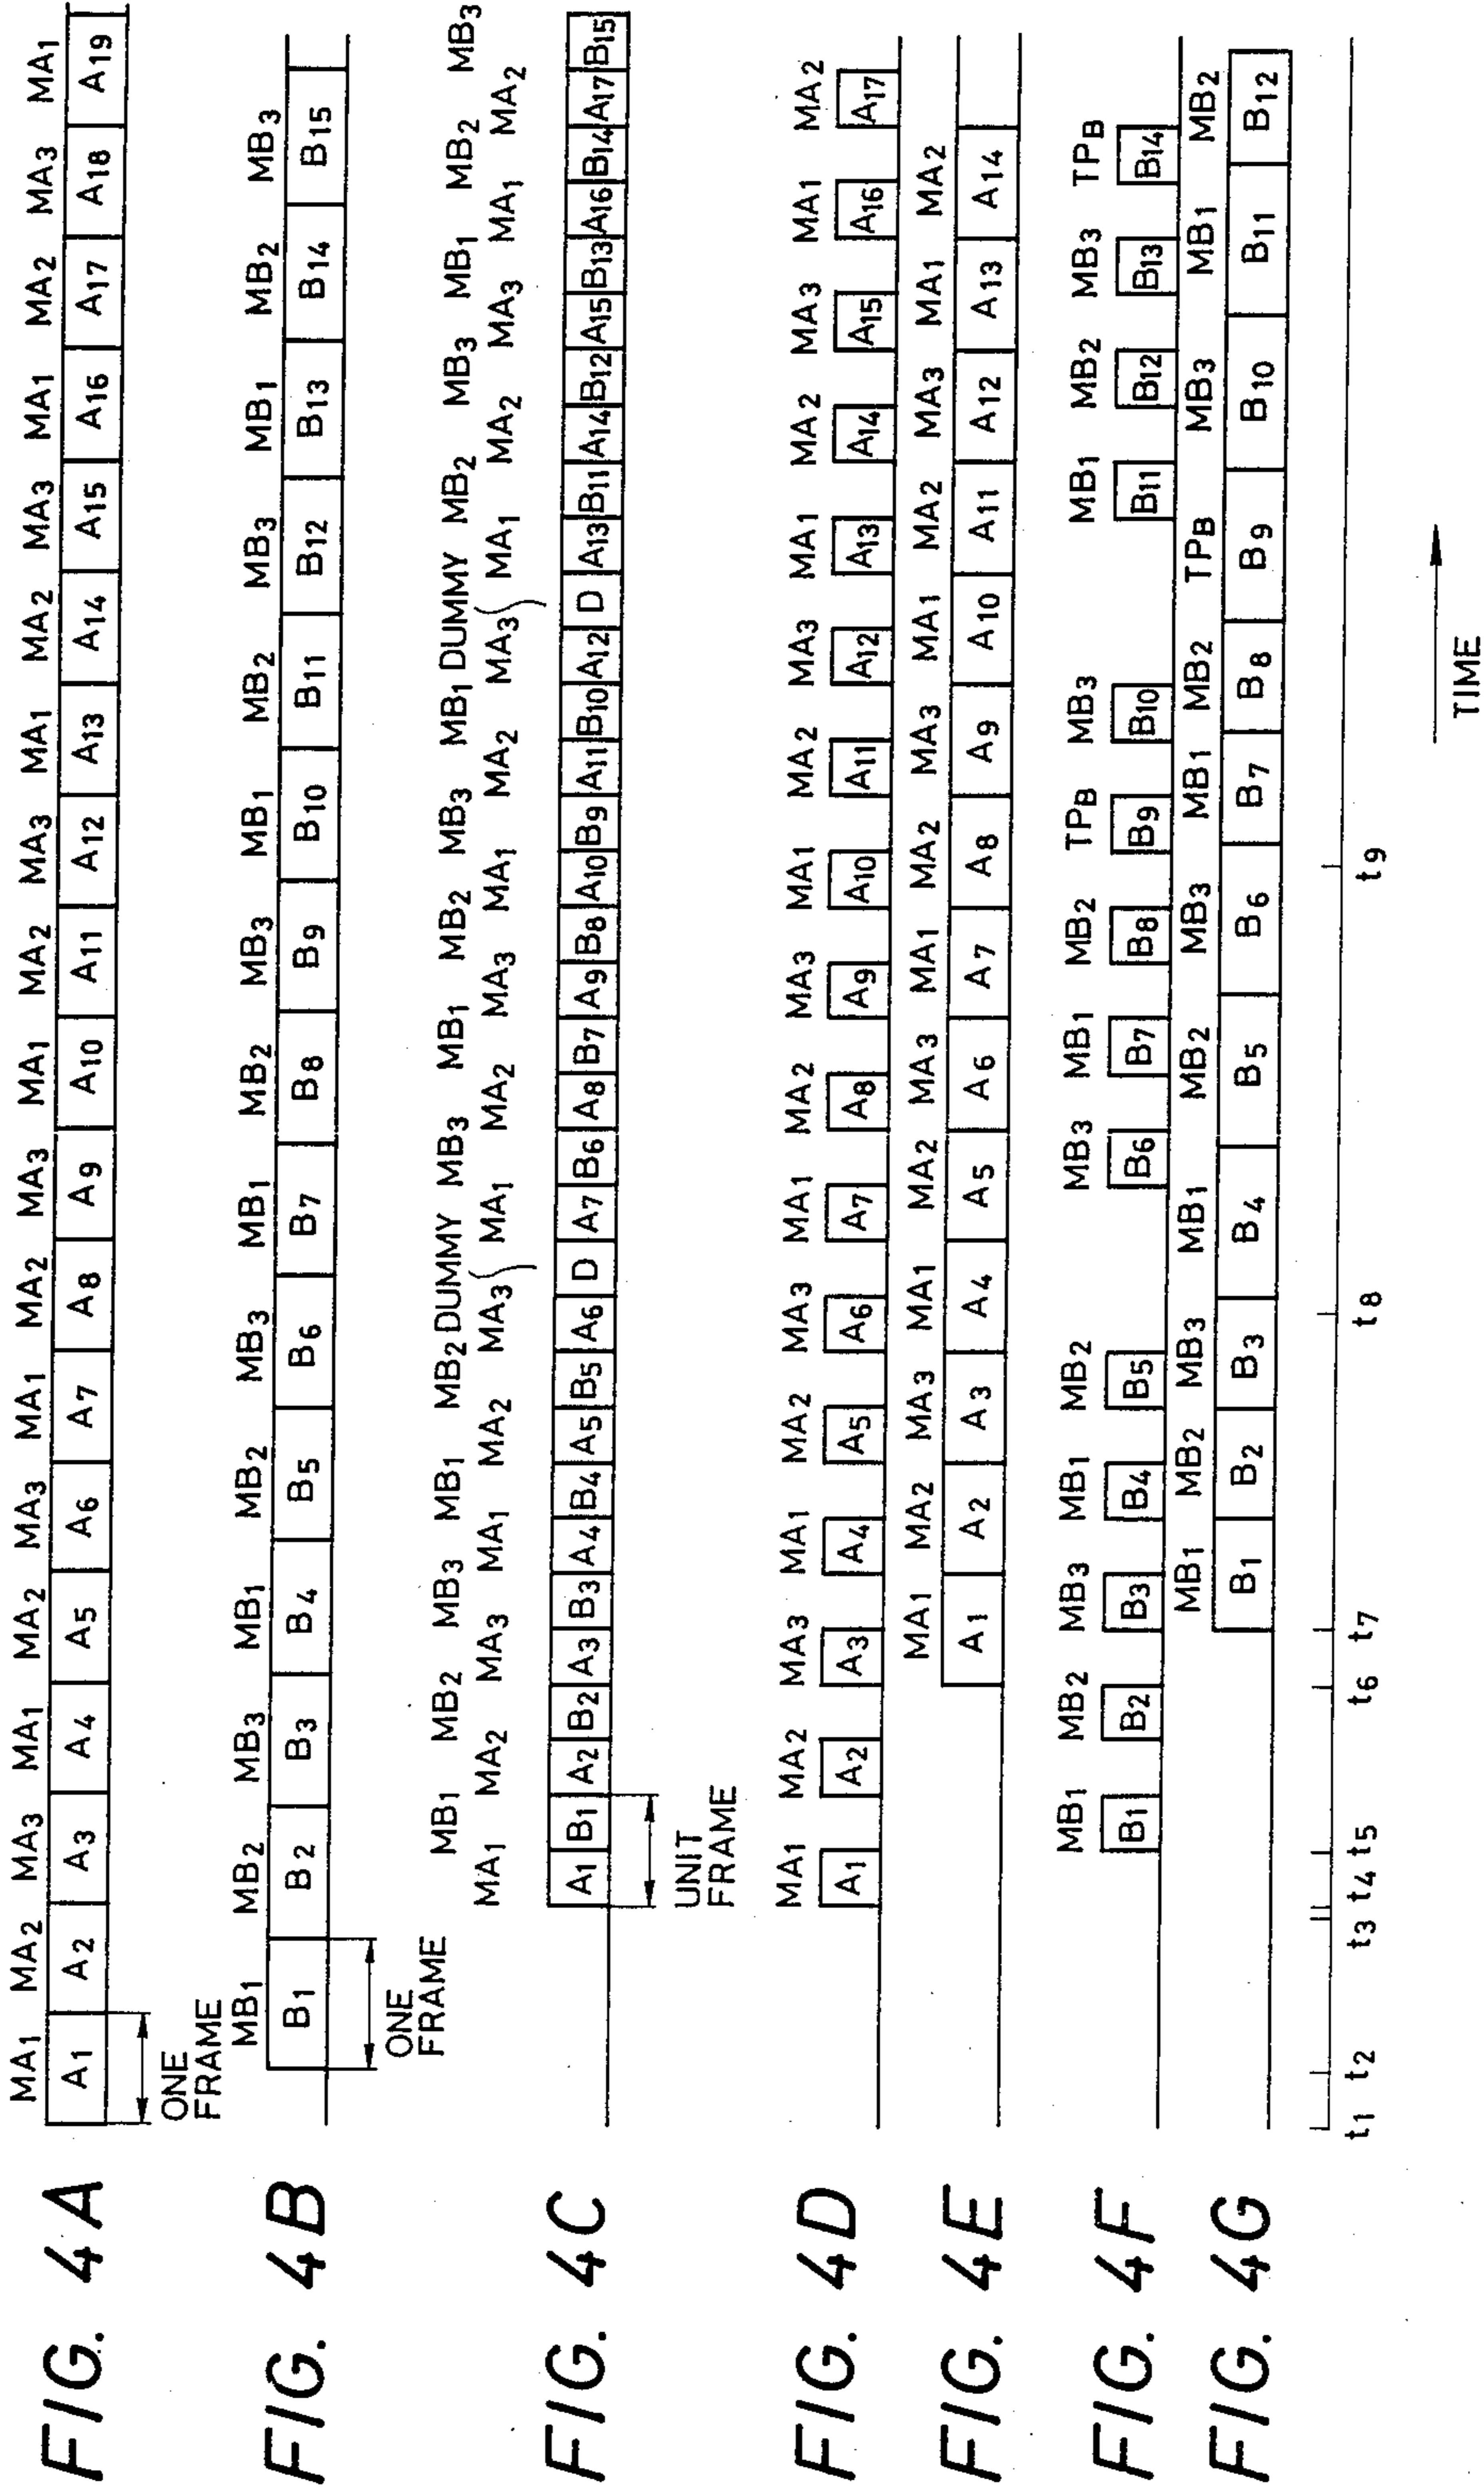 MA1 MA2 MA3 MA1 MA2 MA3 MA1 MA2 MA3 MA1 MA2 MA3 MA1 MA2 MA3 MA1 MA2 MA3 MA1
FIG. 4A A1 A2 A3 A4 A5 A6 A7 A8 A9 A10 A11 A12 A13 A14 A15 A16 A17 A18 A19
ONE
FRAME
MB1 MB2 MB3 MB1 MB2 MB3 MB1 MB2 MB3 MB1 MB2 MB3 MB1 MB2 MB3
FIG. 4B B1 B2 B3 B4 B5 B6 B7 B8 B9 B10 B11 B12 B13 B14 B15
ONE
FRAME
MB1 MB2 MB3 MB1 MB2 DUMMY MB3 MB1 MB2 MB3 MB1 DUMMY MB2 MB3 MB1 MB2 MB3
MA1 MA2 MA3 MA1 MA2 MA3 MA1 MA2 MA3 MA1 MA2 MA3 MA1 MA2 MA3 MA1 MA2
FIG. 4C A1 B1 A2 B2 A3 B3 A4 B4 A5 B5 A6 D A7 B6 A8 B7 A9 B8 A10 B9 A11 B10 A12 D A13 B11 A14 B12 A15 B13 A16 B14 A17 B15
UNIT
FRAME
MA1 MA2 MA3 MA1 MA2 MA3 MA1 MA2 MA3 MA1 MA2 MA3 MA1 MA2 MA3 MA1 MA2
FIG. 4D A1 A2 A3 A4 A5 A6 A7 A8 A9 A10 A11 A12 A13 A14 A15 A16 A17
MA1 MA2 MA3 MA1 MA2 MA3 MA1 MA2 MA3 MA1 MA2 MA3 MA1 MA2
FIG. 4E A1 A2 A3 A4 A5 A6 A7 A8 A9 A10 A11 A12 A13 A14
MB1 MB2 MB3 MB1 MB2 MB3 MB1 MB2 TPB MB3 MB1 MB2 MB3 TPB
FIG. 4F B1 B2 B3 B4 B5 B6 B7 B8 B9 B10 B11 B12 B13 B14
MB1 MB2 MB3 MB1 MB2 MB3 MB1 MB2 TPB MB3 MB1 MB2
FIG. 4G B1 B2 B3 B4 B5 B6 B7 B8 B9 B10 B11 B12
t1 t2 t3 t4 t5 t6 t7 t8 t9
TIME